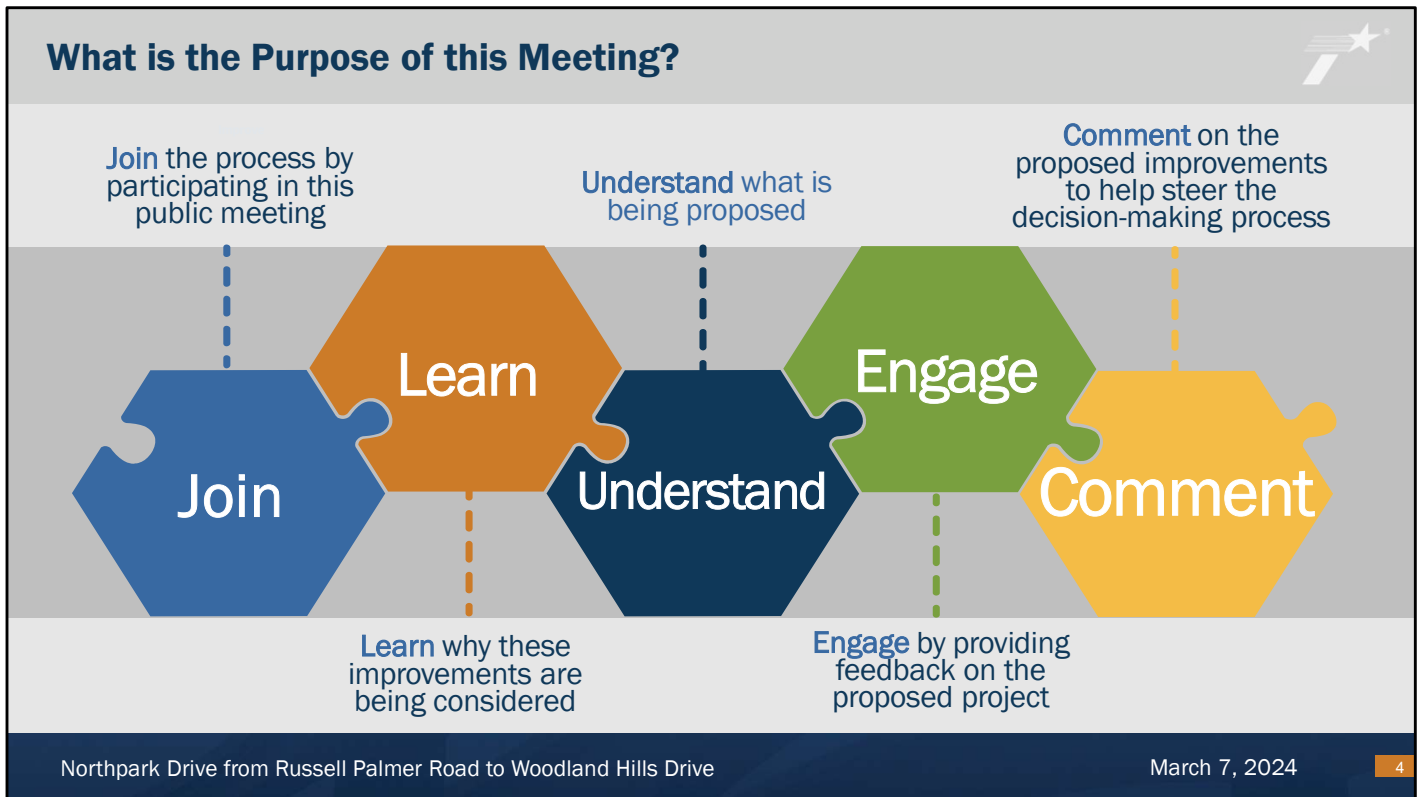 What is the Purpose of this Meeting?
Join the process by
participating in this
public meeting
Understand what is
being proposed
Comment on the
proposed improvements
to help steer the
decision-making process
Join
Learn
Understand
Engage
Comment
Learn why these
improvements are
being considered
Engage by providing
feedback on the
proposed project
Northpark Drive from Russell Palmer Road to Woodland Hills Drive
March 7, 2024
4